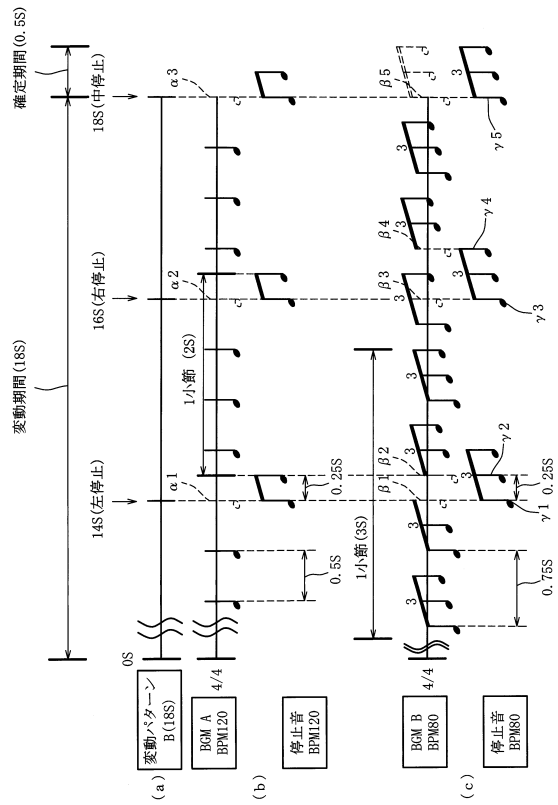 変動期間(18S)
確定期間(0.5S)
14S(左停止)
16S(右停止)
18S(中停止)
0S
変動パターン
B(18S)
(a)
α1
α2
α3
4/4
BGM A
BPM120
1小節 (2S)
0.5S
0.25S
(b)
停止音
BPM120
1小節(3S)
β1
β2
β3
β4
β5
3
3
3
3
3
3
3
4/4
BGM B
BPM80
(c)
停止音
BPM80
3
3
3
γ1
γ2
γ3
γ4
γ5
0.75S
0.25S